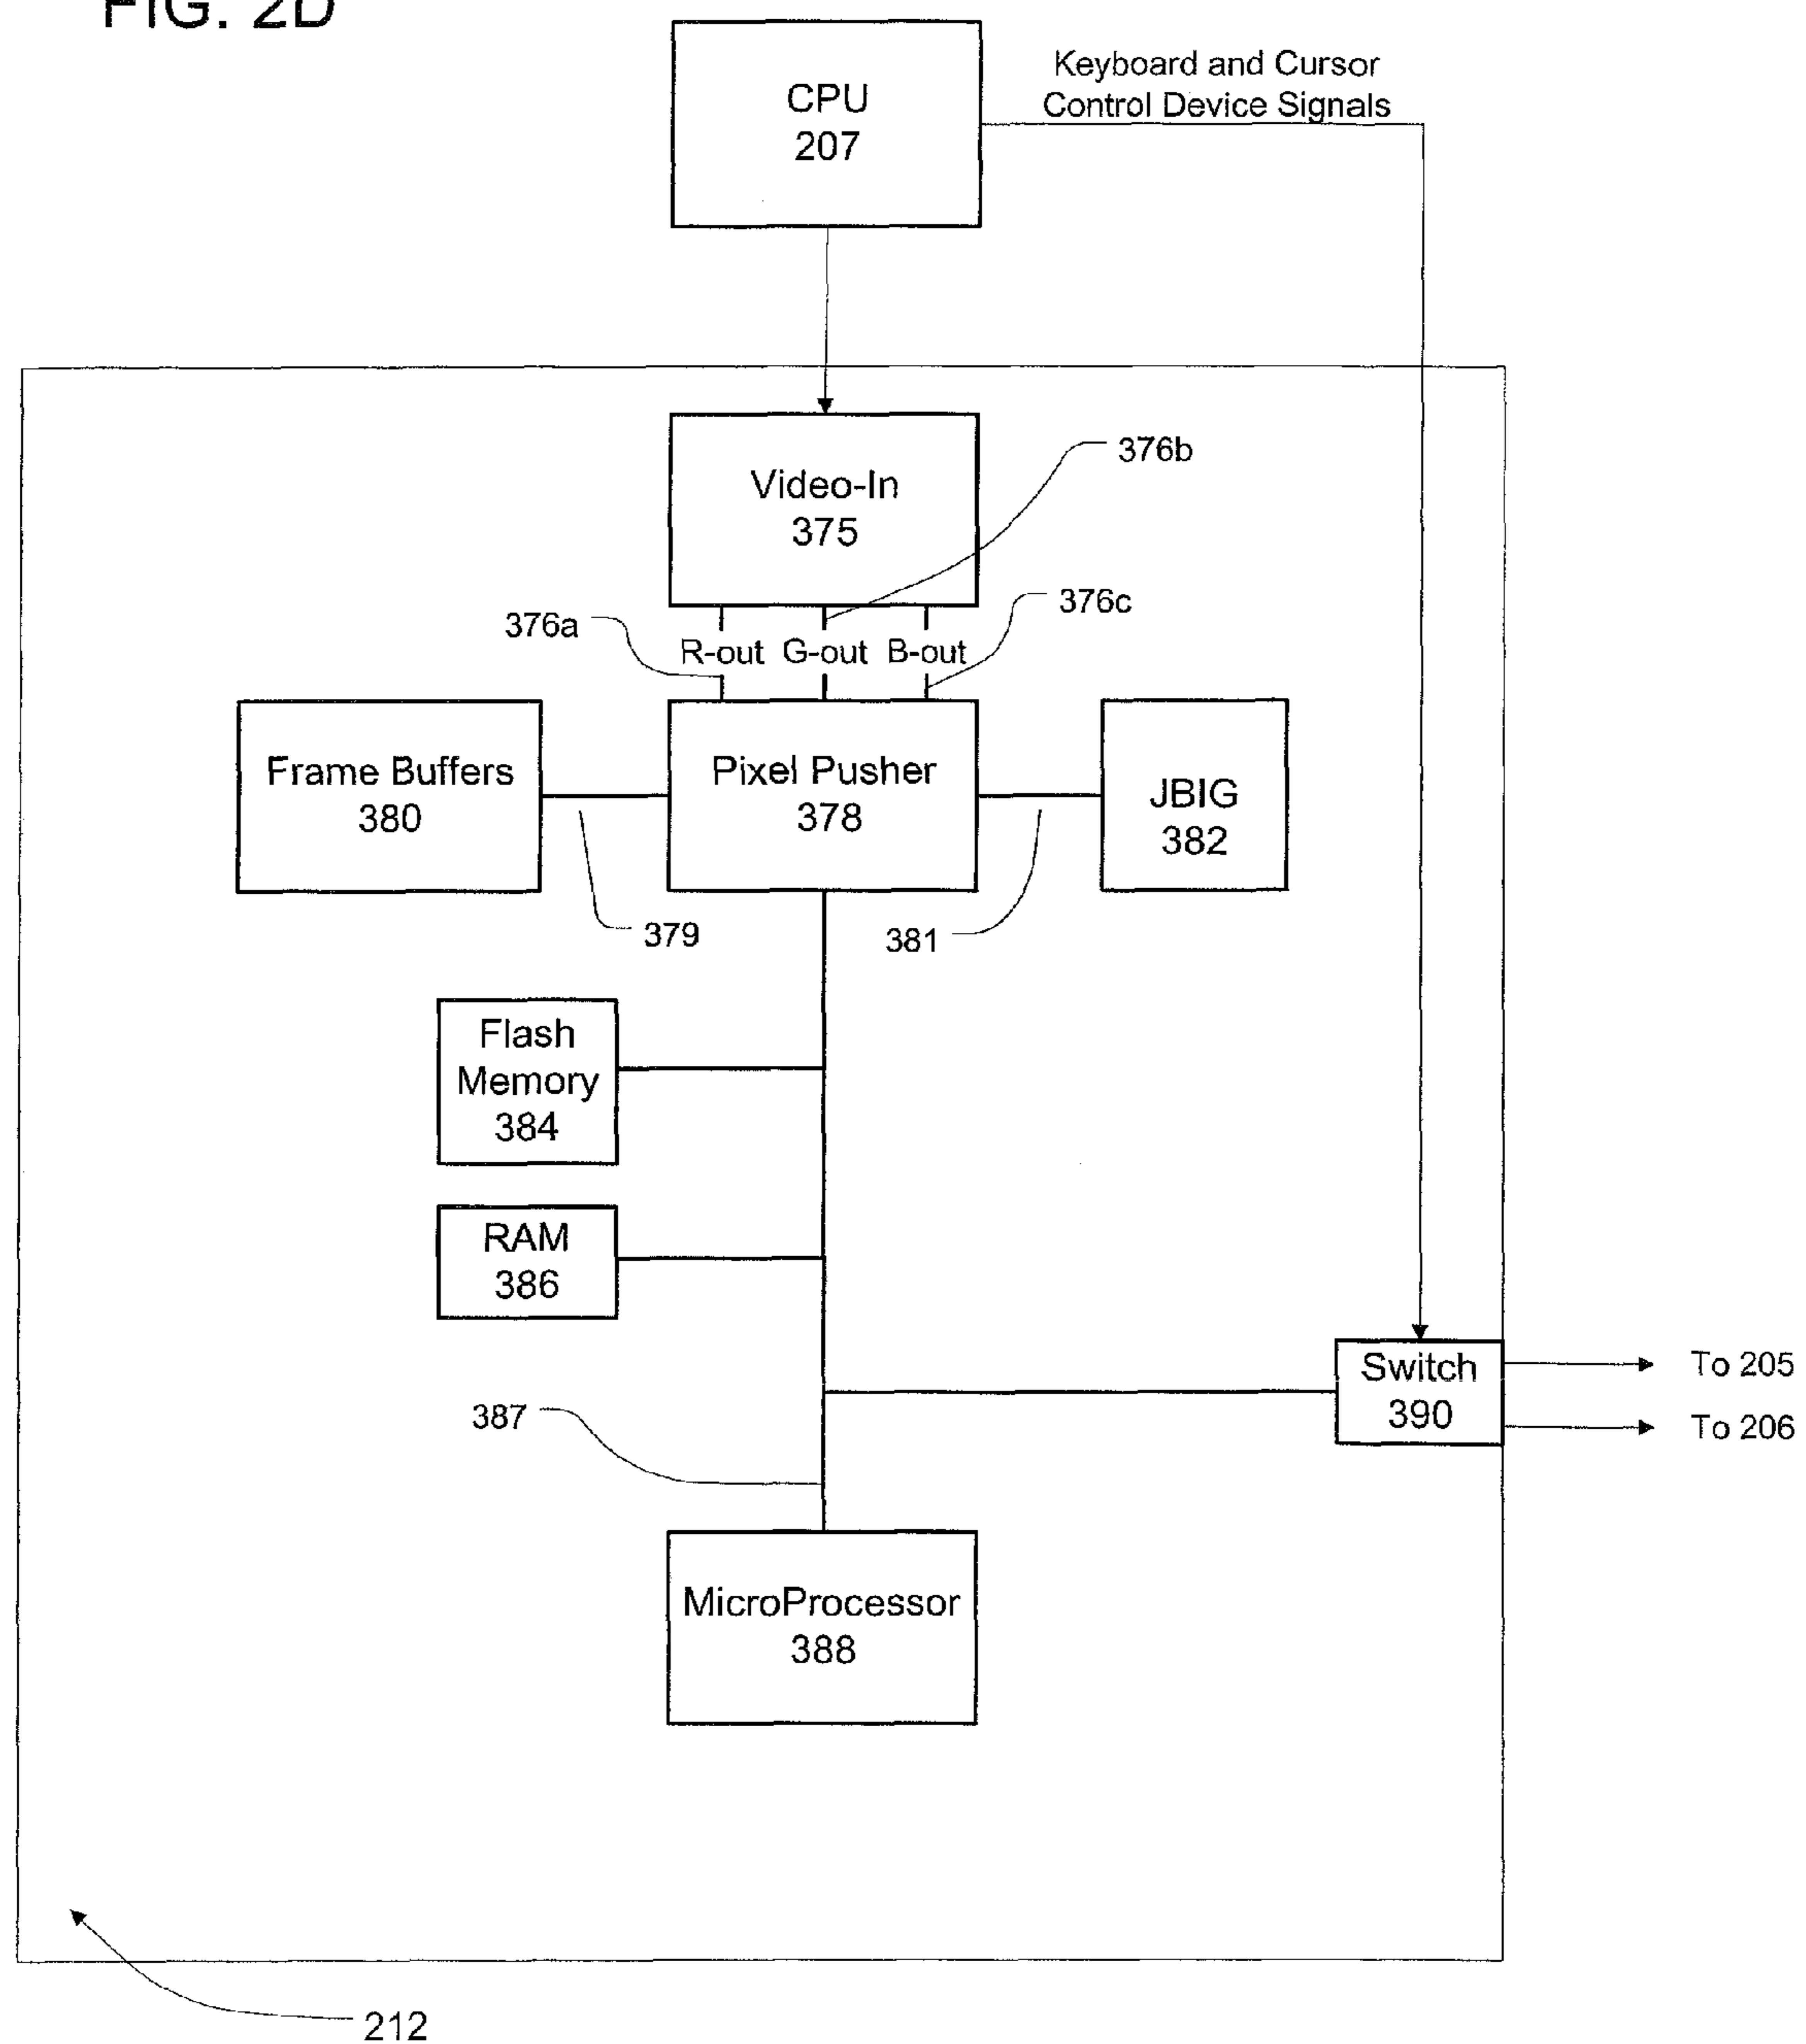 FIG. 2D
CPU
207
Keyboard and Cursor
Control Device Signals
Video-In
375
376b
376a
376c
R-out G-out B-out
Frame Buffers
380
Pixel Pusher
378
JBIG
382
379
381
Flash
Memory
384
RAM
386
Switch
390
To 205
To 206
387
MicroProcessor
388
212